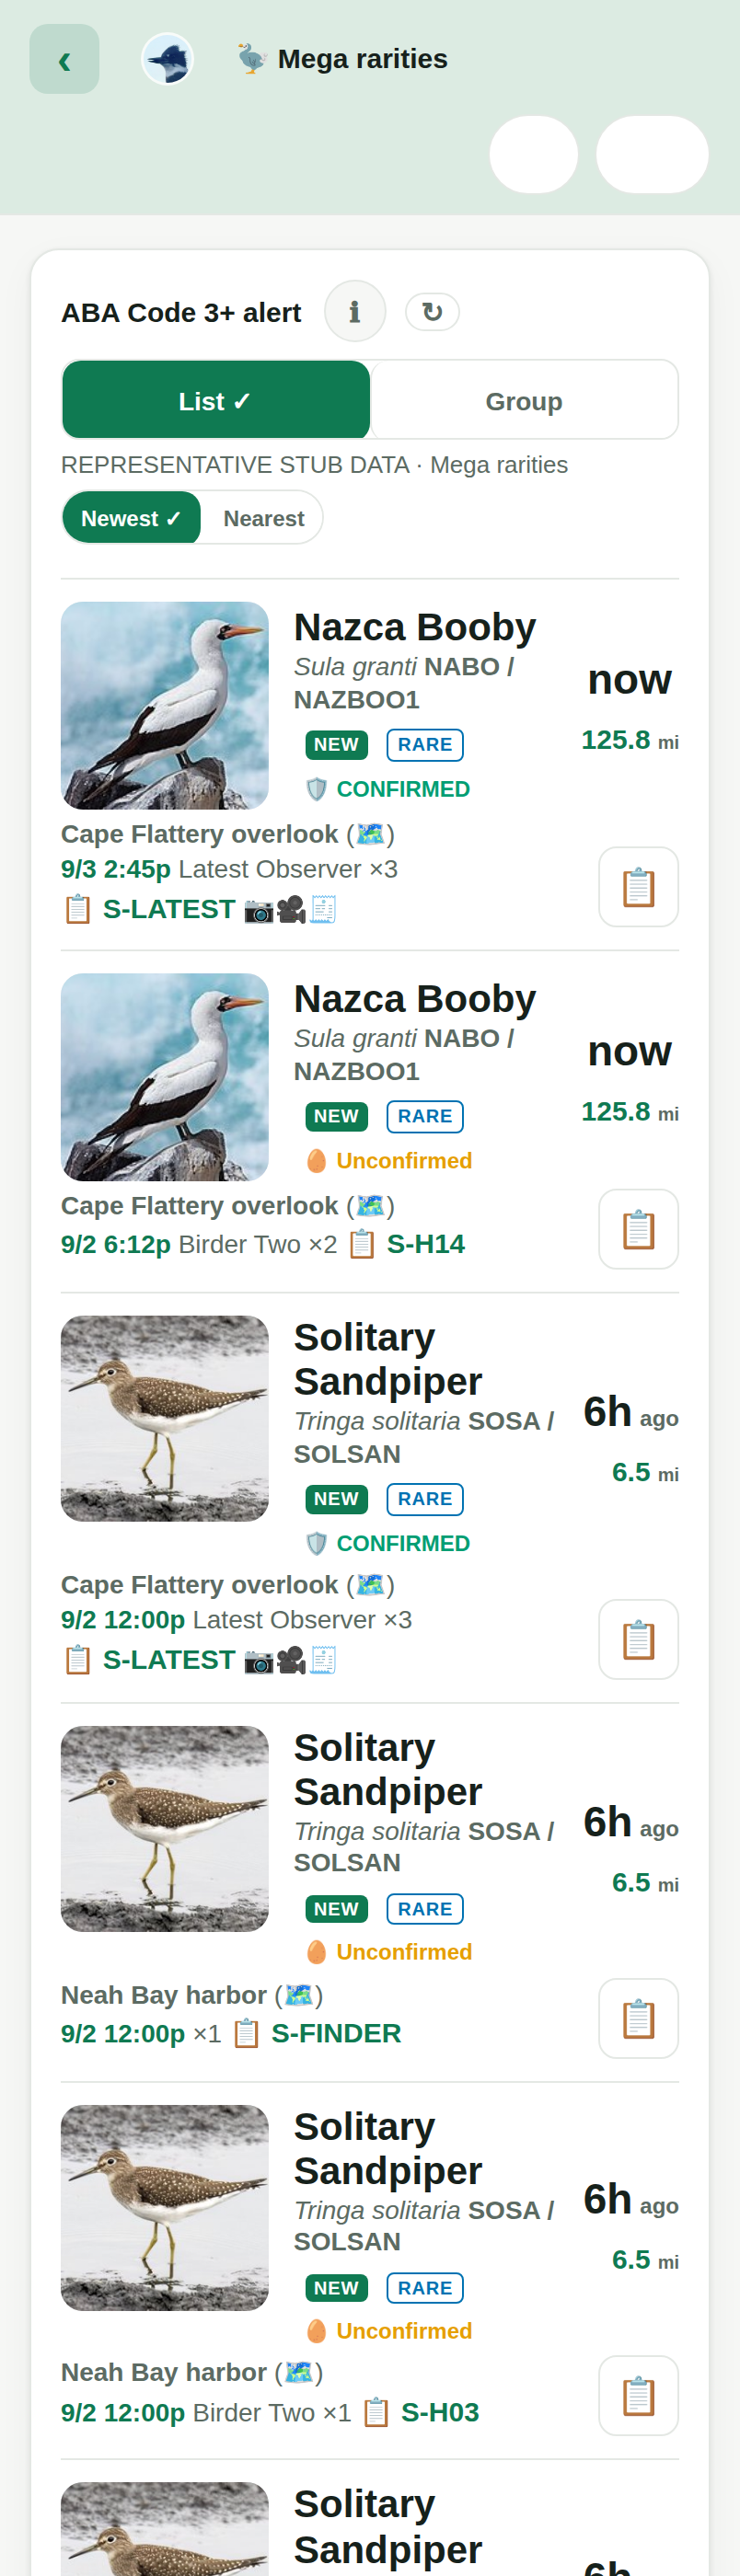 ‹ Mega rarities
ABA Code 3+ alert ℹ ↻
List ✓ Group
REPRESENTATIVE STUB DATA · Mega rarities
Newest ✓ Nearest
Nazca Booby
Sula granti NABO /
NAZBOO1
now
125.8 mi
NEW RARE
CONFIRMED
Cape Flattery overlook ()
9/3 2:45p Latest Observer ×3
S-LATEST
Nazca Booby
Sula granti NABO /
NAZBOO1
now
125.8 mi
NEW RARE
Unconfirmed
Cape Flattery overlook ()
9/2 6:12p Birder Two ×2 S-H14
Solitary
Sandpiper
Tringa solitaria SOSA /
SOLSAN
6h ago
6.5 mi
NEW RARE
CONFIRMED
Cape Flattery overlook ()
9/2 12:00p Latest Observer ×3
S-LATEST
Solitary
Sandpiper
Tringa solitaria SOSA /
SOLSAN
6h ago
6.5 mi
NEW RARE
Unconfirmed
Neah Bay harbor ()
9/2 12:00p ×1 S-FINDER
Solitary
Sandpiper
Tringa solitaria SOSA /
SOLSAN
6h ago
6.5 mi
NEW RARE
Unconfirmed
Neah Bay harbor ()
9/2 12:00p Birder Two ×1 S-H03
Solitary
Sandpiper
6h